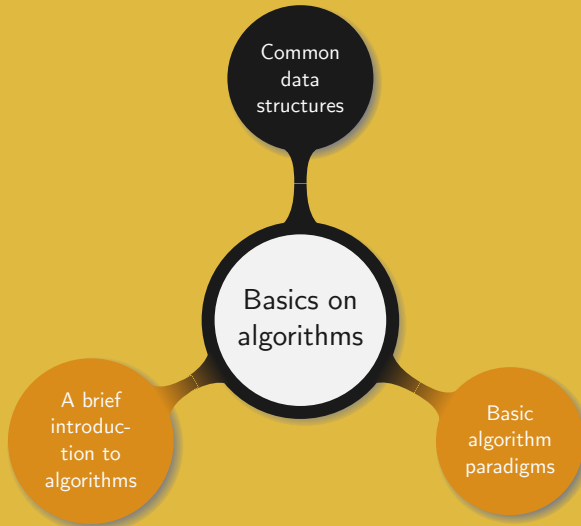 Common
data
structures
Basics on
algorithms
A brief
introduc-
tion to
algorithms
Basic
algorithm
paradigms